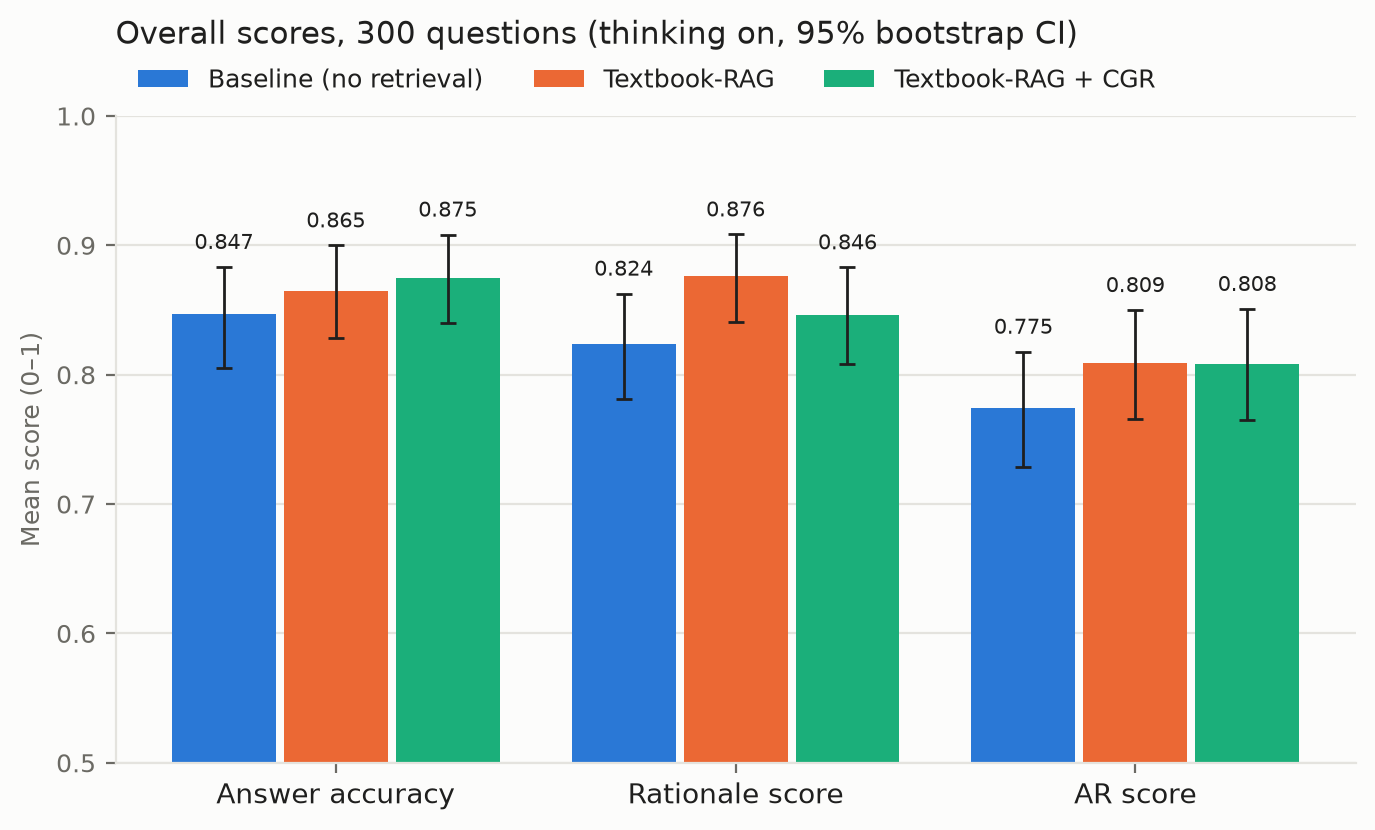 Overall scores, 300 questions (thinking on, 95% bootstrap CI)
Baseline (no retrieval) Textbook-RAG Textbook-RAG + CGR
Mean score (0–1)
1.0
0.9
0.8
0.7
0.6
0.5
0.847 0.865 0.875
0.824 0.876 0.846
0.775 0.809 0.808
Answer accuracy Rationale score AR score